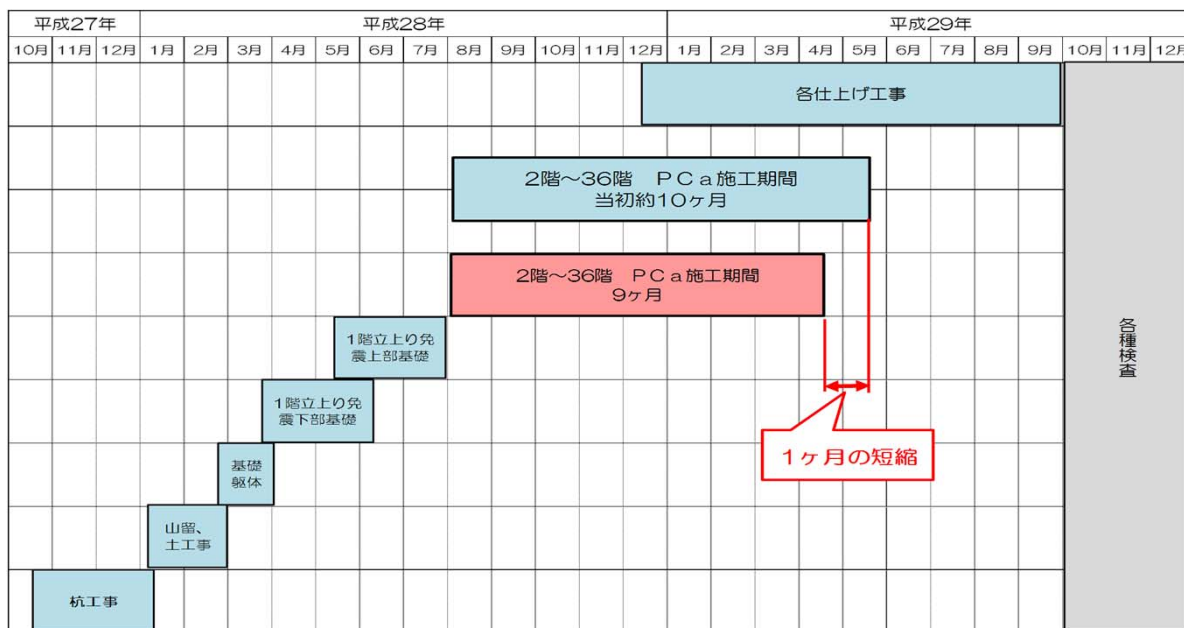 平成27年 平成28年 平成29年
10月 11月 12月 1月 2月 3月 4月 5月 6月 7月 8月 9月 10月 11月 12月 1月 2月 3月 4月 5月 6月 7月 8月 9月 10月 11月 12月
各仕上げ工事
2階～36階 PCa施工期間
当初約10ヶ月
2階～36階 PCa施工期間
9ヶ月
1階立上り免
震上部基礎
1階立上り免
震下部基礎
1ヶ月の短縮
基礎
躯体
山留、
土工事
杭工事
各種検査